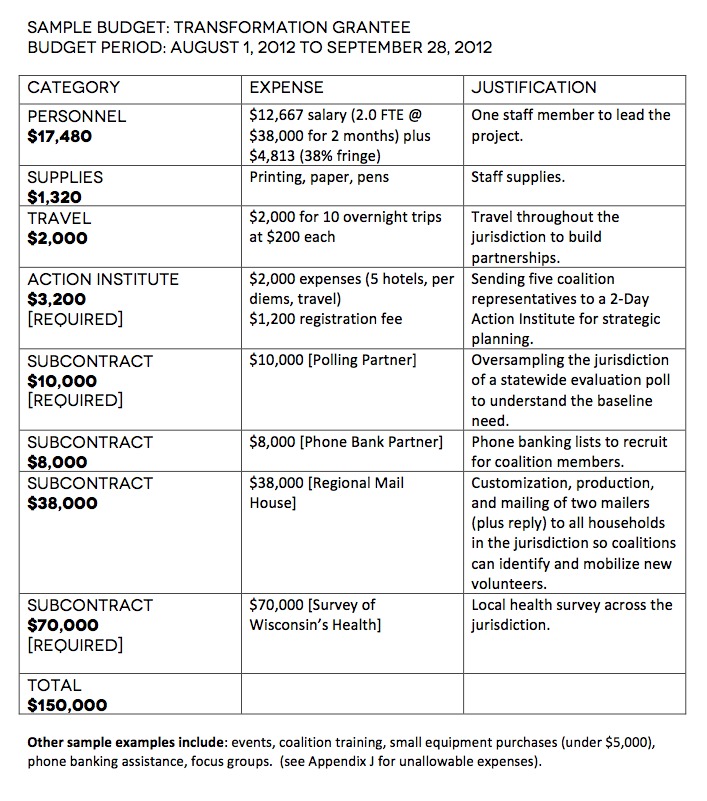 SAMPLE BUDGET: TRANSFORMATION GRANTEE
BUDGET PERIOD: AUGUST 1, 2012 TO SEPTEMBER 28, 2012
CATEGORY
EXPENSE
JUSTIFICATION
PERSONNEL
$17,480
$12,667 salary (2.0 FTE @
$38,000 for 2 months) plus
$4,813 (38% fringe)
One staff member to lead the
project.
SUPPLIES
$1,320
Printing, paper, pens
Staff supplies.
TRAVEL
$2,000
$2,000 for 10 overnight trips
at $200 each
Travel throughout the
jurisdiction to build
partnerships.
ACTION INSTITUTE
$3,200
[REQUIRED]
$2,000 expenses (5 hotels, per
diems, travel)
$1,200 registration fee
Sending five coalition
representatives to a 2-Day
Action Institute for strategic
planning.
SUBCONTRACT
$10,000
[REQUIRED]
$10,000 [Polling Partner]
Oversampling the jurisdiction
of a statewide evaluation poll
to understand the baseline
need.
SUBCONTRACT
$8,000
$8,000 [Phone Bank Partner]
Phone banking lists to recruit
for coalition members.
SUBCONTRACT
$38,000
$38,000 [Regional Mail
House]
Customization, production,
and mailing of two mailers
(plus reply) to all households
in the jurisdiction so coalitions
can identify and mobilize new
volunteers.
SUBCONTRACT
$70,000
[REQUIRED]
$70,000 [Survey of
Wisconsin's Health]
Local health survey across the
jurisdiction.
TOTAL
$150,000
Other sample examples include: events, coalition training, small equipment purchases (under $5,000),
phone banking assistance, focus groups.  (see Appendix J for unallowable expenses).